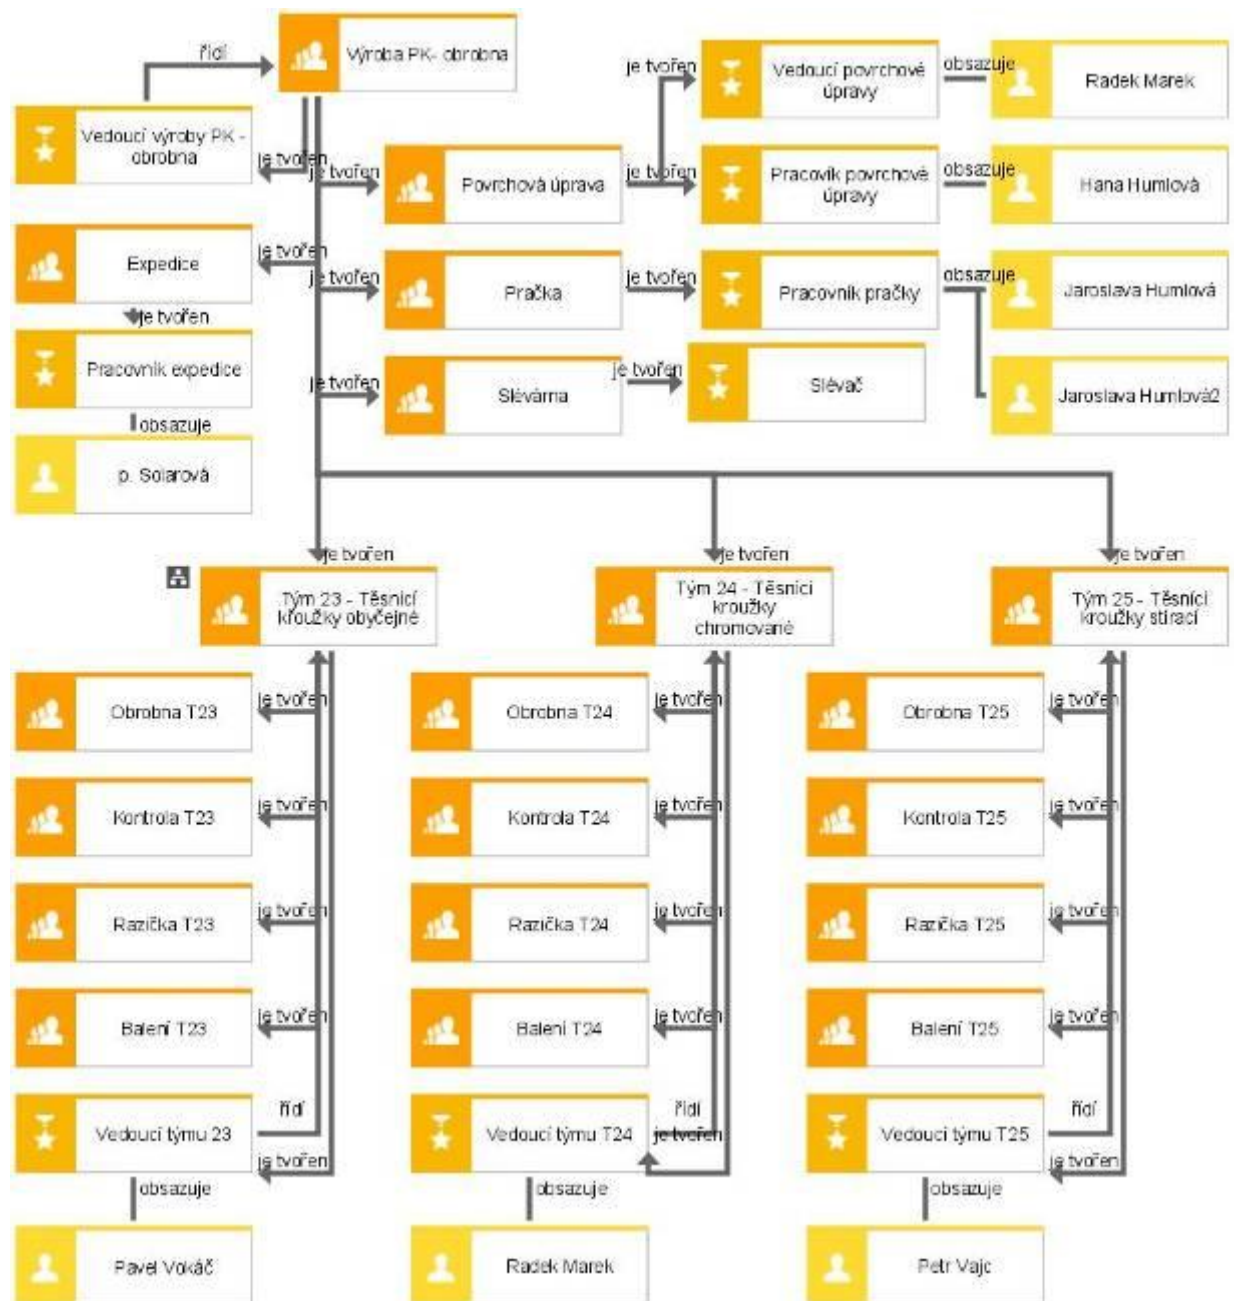 řídí
Výroba PK- obrobna
Vedoucí výroby PK -
obrobna
je tvořen
je tvořen
Povrchová úprava
je tvořen
Vedoucí povrchové
úpravy
obsazuje
Radek Marek
je tvořen
Pracovík povrchové
úpravy
obsazuje
Hana Humlová
je tvořen
Expedice
je tvořen
Pračka
je tvořen
Pracovník pračky
obsazuje
Jaroslava Humlová
je tvořen
Pracovník expedice
je tvořen
Slévárna
je tvořen
Slévač
Jaroslava Humlová2
obsazuje
p. Solarová
je tvořen
je tvořen
je tvořen
Tým 23 - Těsnící
kroužky obyčejné
Tým 24 - Těsnící
kroužky
chromované
Tým 25 - Těsnící
kroužky stírací
Obrobna T23
je tvořen
Obrobna T24
je tvořen
Obrobna T25
je tvořen
Kontrola T23
je tvořen
Kontrola T24
je tvořen
Kontrola T25
je tvořen
Razička T23
je tvořen
Razička T24
je tvořen
Razička T25
je tvořen
Balení T23
je tvořen
Balení T24
je tvořen
Balení T25
je tvořen
Vedoucí týmu 23
řídí
je tvořen
Vedoucí týmu T24
řídí
je tvořen
Vedoucí týmu T25
řídí
je tvořen
obsazuje
obsazuje
obsazuje
Pavel Vokáč
Radek Marek
Petr Vajc